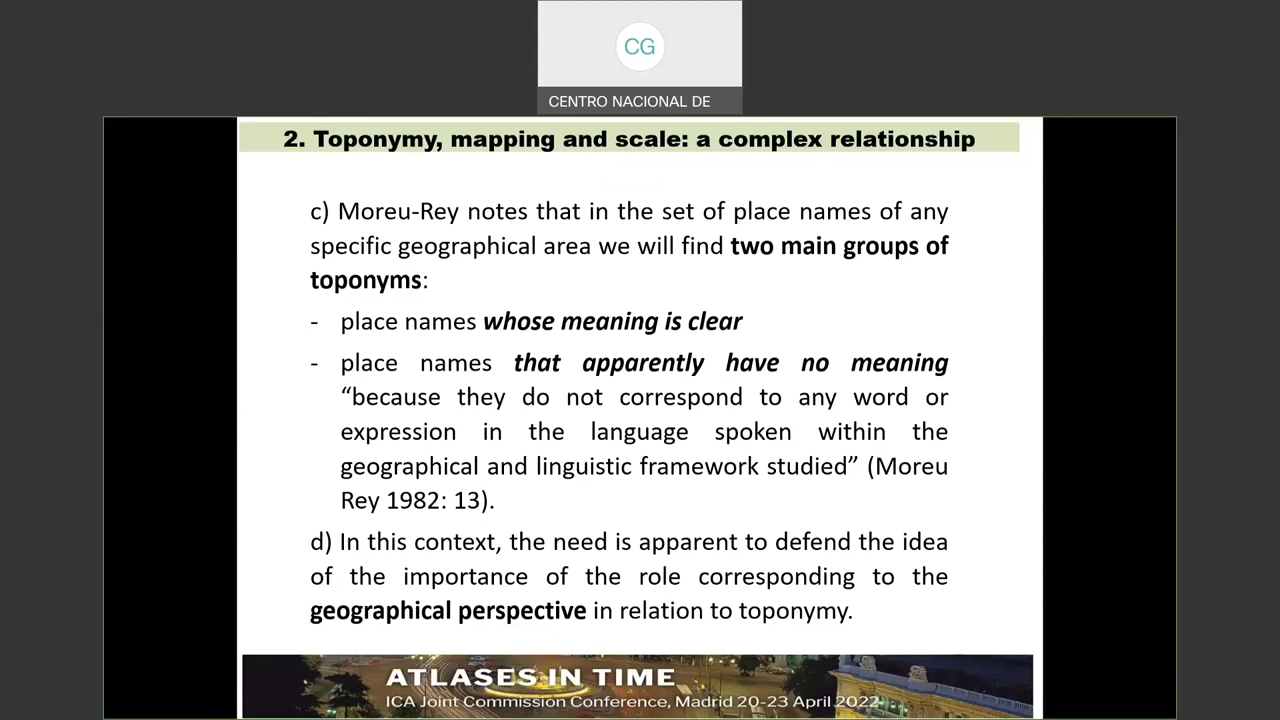 CG
CENTRO NACIONAL DE
2. Toponymy, mapping and scale: a complex relationship
c) Moreu-Rey notes that in the set of place names of any
specific geographical area we will find two main groups of
toponyms:
- place names whose meaning is clear
- place names that apparently have no meaning
“because they do not correspond to any word or
expression in the language spoken within the
geographical and linguistic framework studied” (Moreu
Rey 1982: 13).
d) In this context, the need is apparent to defend the idea
of the importance of the role corresponding to the
geographical perspective in relation to toponymy.
ATLASES IN TIME
ICA Joint Commission Conference, Madrid 20-23 April 2022